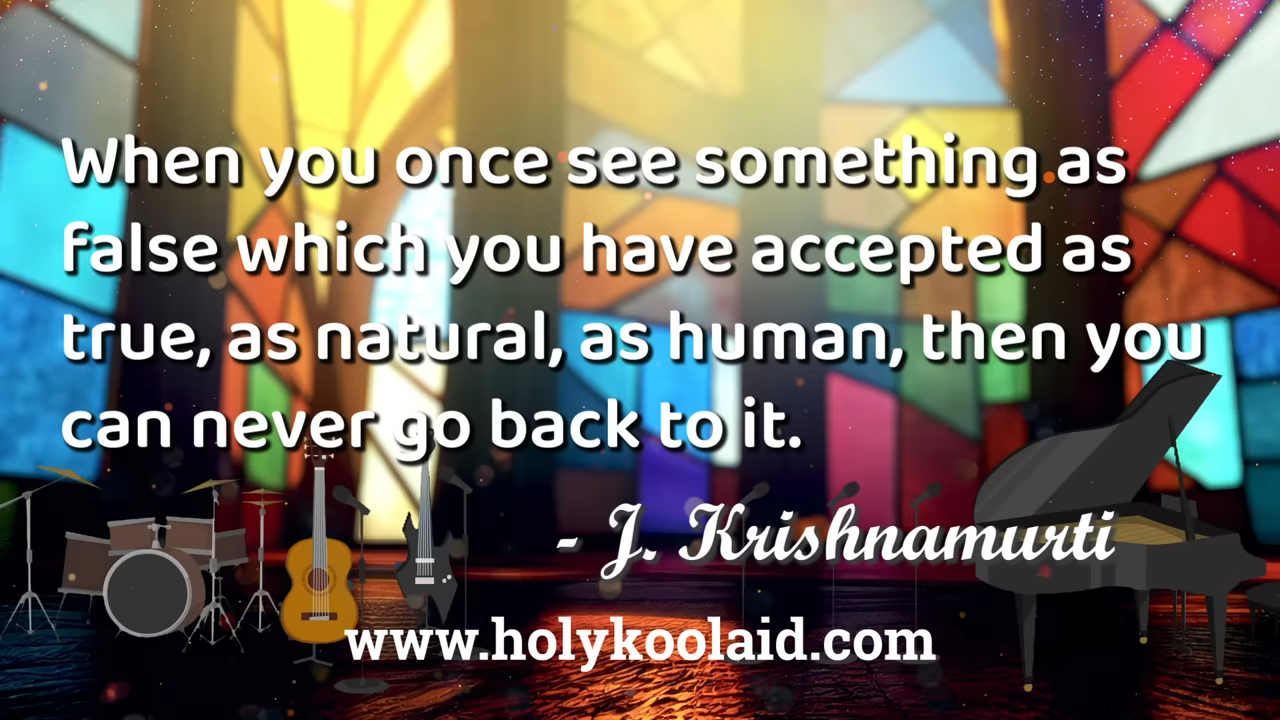 When you once see something as
false which you have accepted as
true, as natural, as human, then you
can never go back to it.
- J. Krishnamurti
www.holykoolaid.com